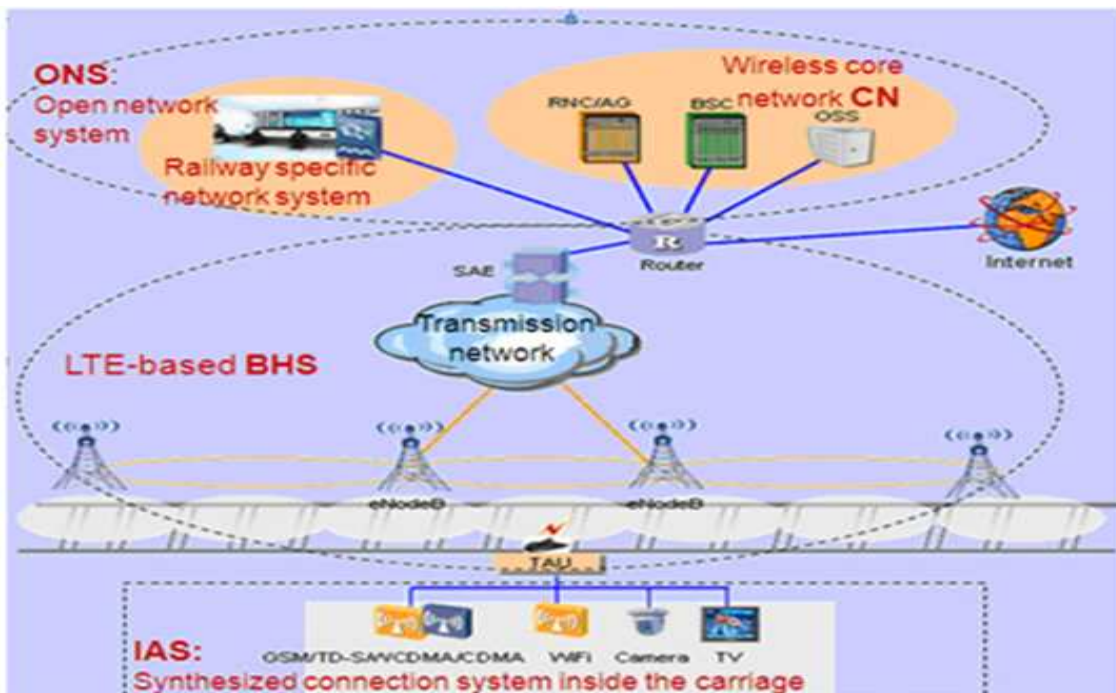 ONS:
Open network
system
Wireless core
network CN
RNC/AG
BSC
OSS
Railway specific
network system
R
Router
Internet
SAE
Transmission
network
LTE-based BHS
eNodeB
eNodeB
TAU
IAS:
GSM/TD-S/WCDMA/CDMA WiFi Camera TV
Synthesized connection system inside the carriage